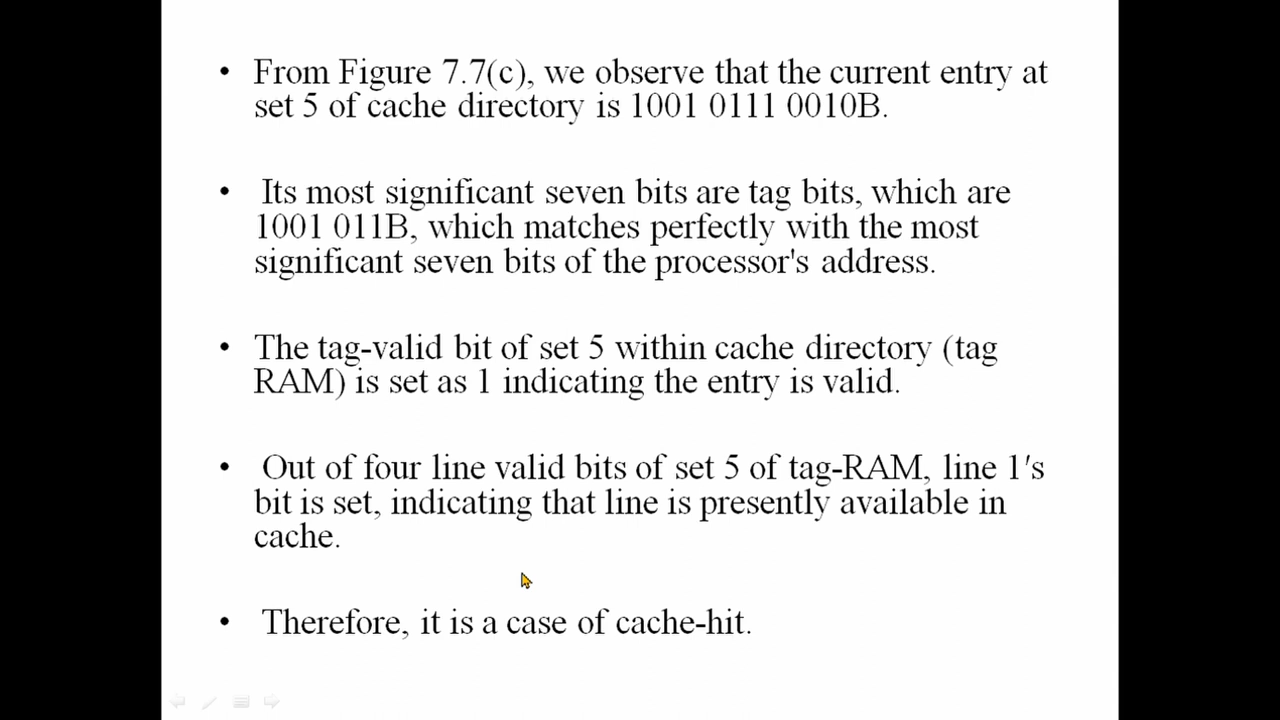 • From Figure 7.7(c), we observe that the current entry at
set 5 of cache directory is 1001 0111 0010B.
• Its most significant seven bits are tag bits, which are
1001 011B, which matches perfectly with the most
significant seven bits of the processor's address.
• The tag-valid bit of set 5 within cache directory (tag
RAM) is set as 1 indicating the entry is valid.
• Out of four line valid bits of set 5 of tag-RAM, line 1's
bit is set, indicating that line is presently available in
cache.
• Therefore, it is a case of cache-hit.